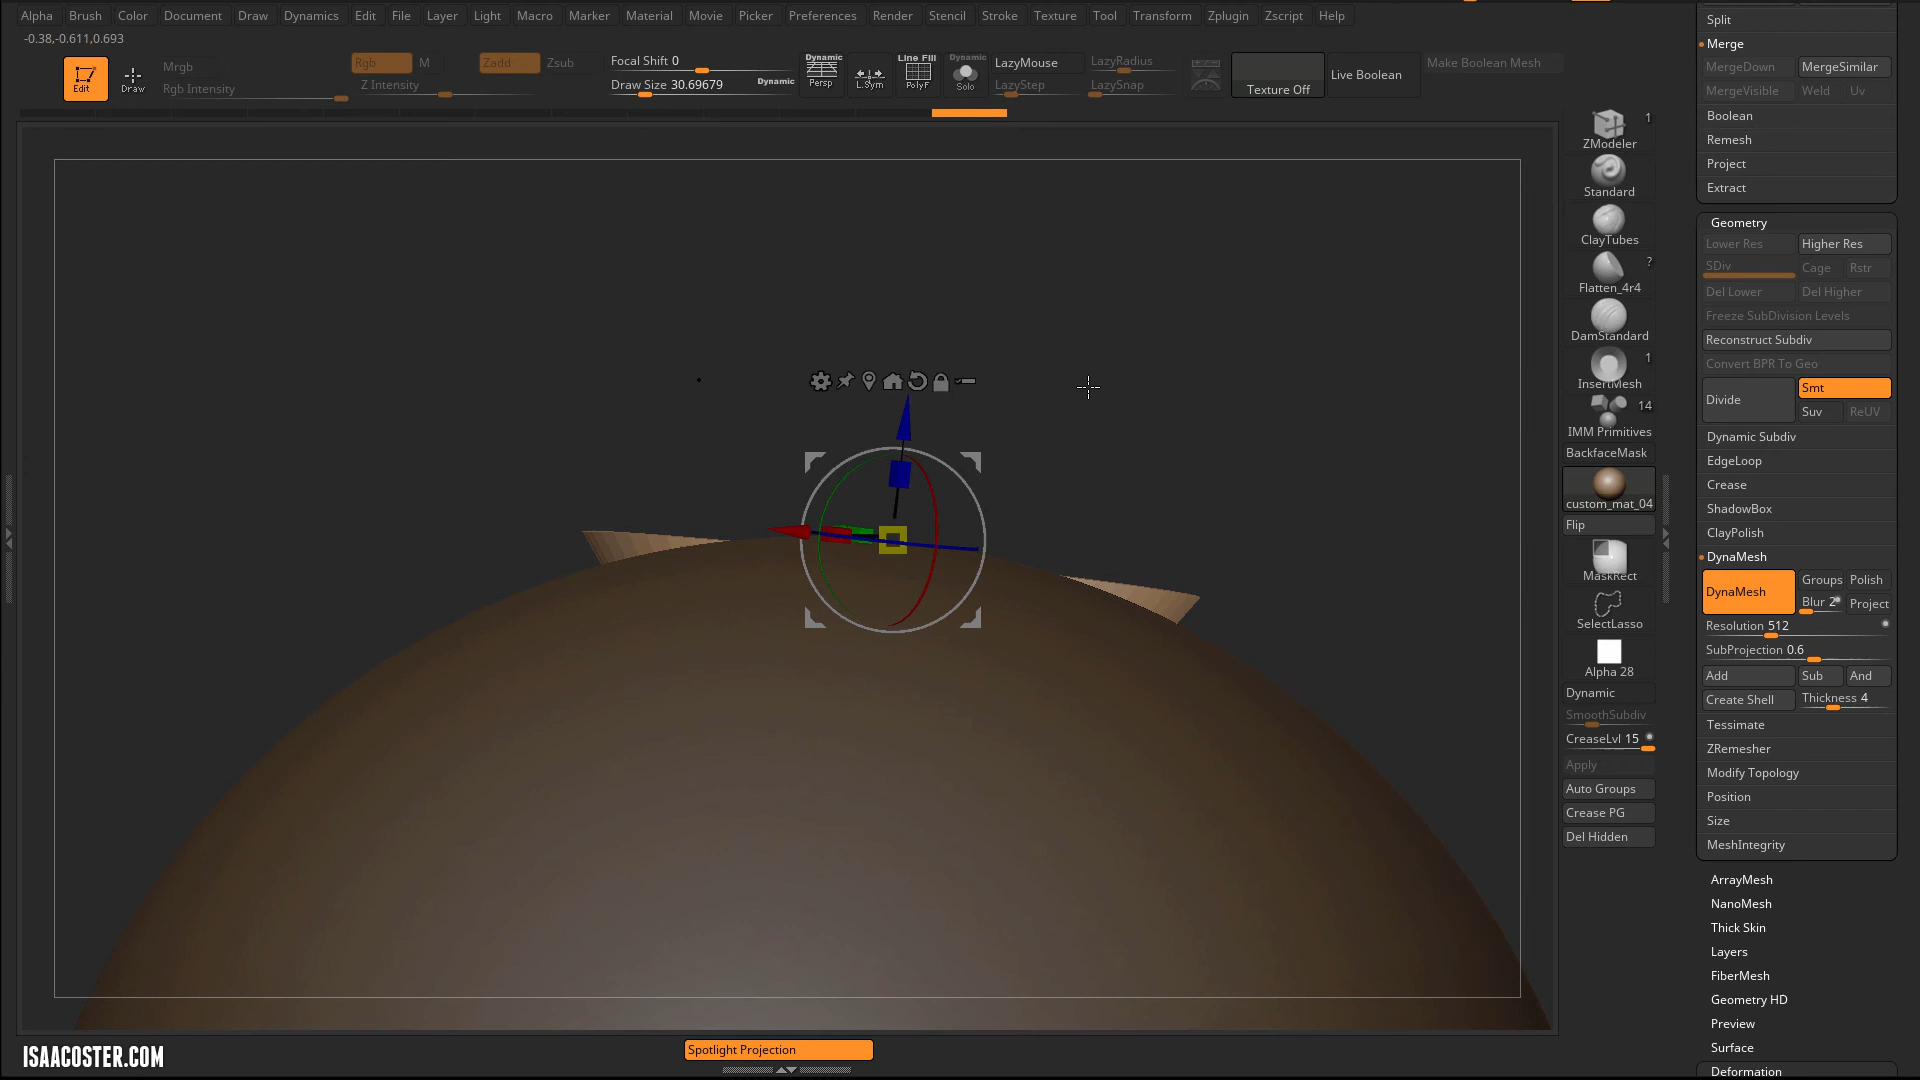 Alpha Brush Color Document Draw Dynamics Edit File Layer Light Macro Marker Material Movie Picker Preferences Render Stencil Stroke Texture Tool Transform Zplugin Zscript Help
-0.38,-0.611,0.693
Edit
Draw
Mrgb
Rgb Intensity
Rgb
M
Z Intensity
Zadd
Zsub
Focal Shift 0
Draw Size 30.69679
Dynamic
Dynamic
Persp
L.Sym
Line Fill
PolyF
Dynamic
Solo
LazyMouse
LazyStep
LazyRadius
LazySnap
Texture Off
Live Boolean
Make Boolean Mesh
1
ZModeler
Standard
ClayTubes
?
Flatten_4r4
DamStandard
1
InsertMesh
14
IMM Primitives
BackfaceMask
custom_mat_04
Flip
MaskRect
SelectLasso
Alpha 28
Dynamic
SmoothSubdiv
CreaseLvl 15
Apply
Auto Groups
Crease PG
Del Hidden
Split
Merge
MergeDown MergeSimilar
MergeVisible Weld Uv
Boolean
Remesh
Project
Extract
Geometry
Lower Res Higher Res
SDiv Cage Rstr
Del Lower Del Higher
Freeze SubDivision Levels
Reconstruct Subdiv
Convert BPR To Geo
Divide
Smt
Suv ReUV
Dynamic Subdiv
EdgeLoop
Crease
ShadowBox
ClayPolish
DynaMesh
DynaMesh
Groups Polish
Blur 2 Project
Resolution 512
SubProjection 0.6
Add Sub And
Create Shell Thickness 4
Tessimate
ZRemesher
Modify Topology
Position
Size
MeshIntegrity
ArrayMesh
NanoMesh
Thick Skin
Layers
FiberMesh
Geometry HD
Preview
Surface
Deformation
ISAACOSTER.COM
Spotlight Projection